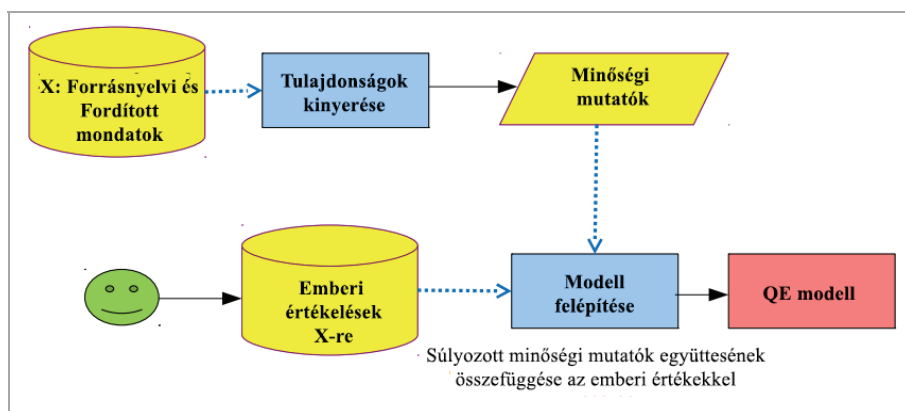 X: Forrásnyelvi és
Fordított
mondatok
Tulajdonságok
kinyerése
Minőségi
mutatók
Emberi
értékelések
X-re
Modell
felépítése
QE modell
Súlyozott minőségi mutatók együttesének
összefüggése az emberi értékekkel